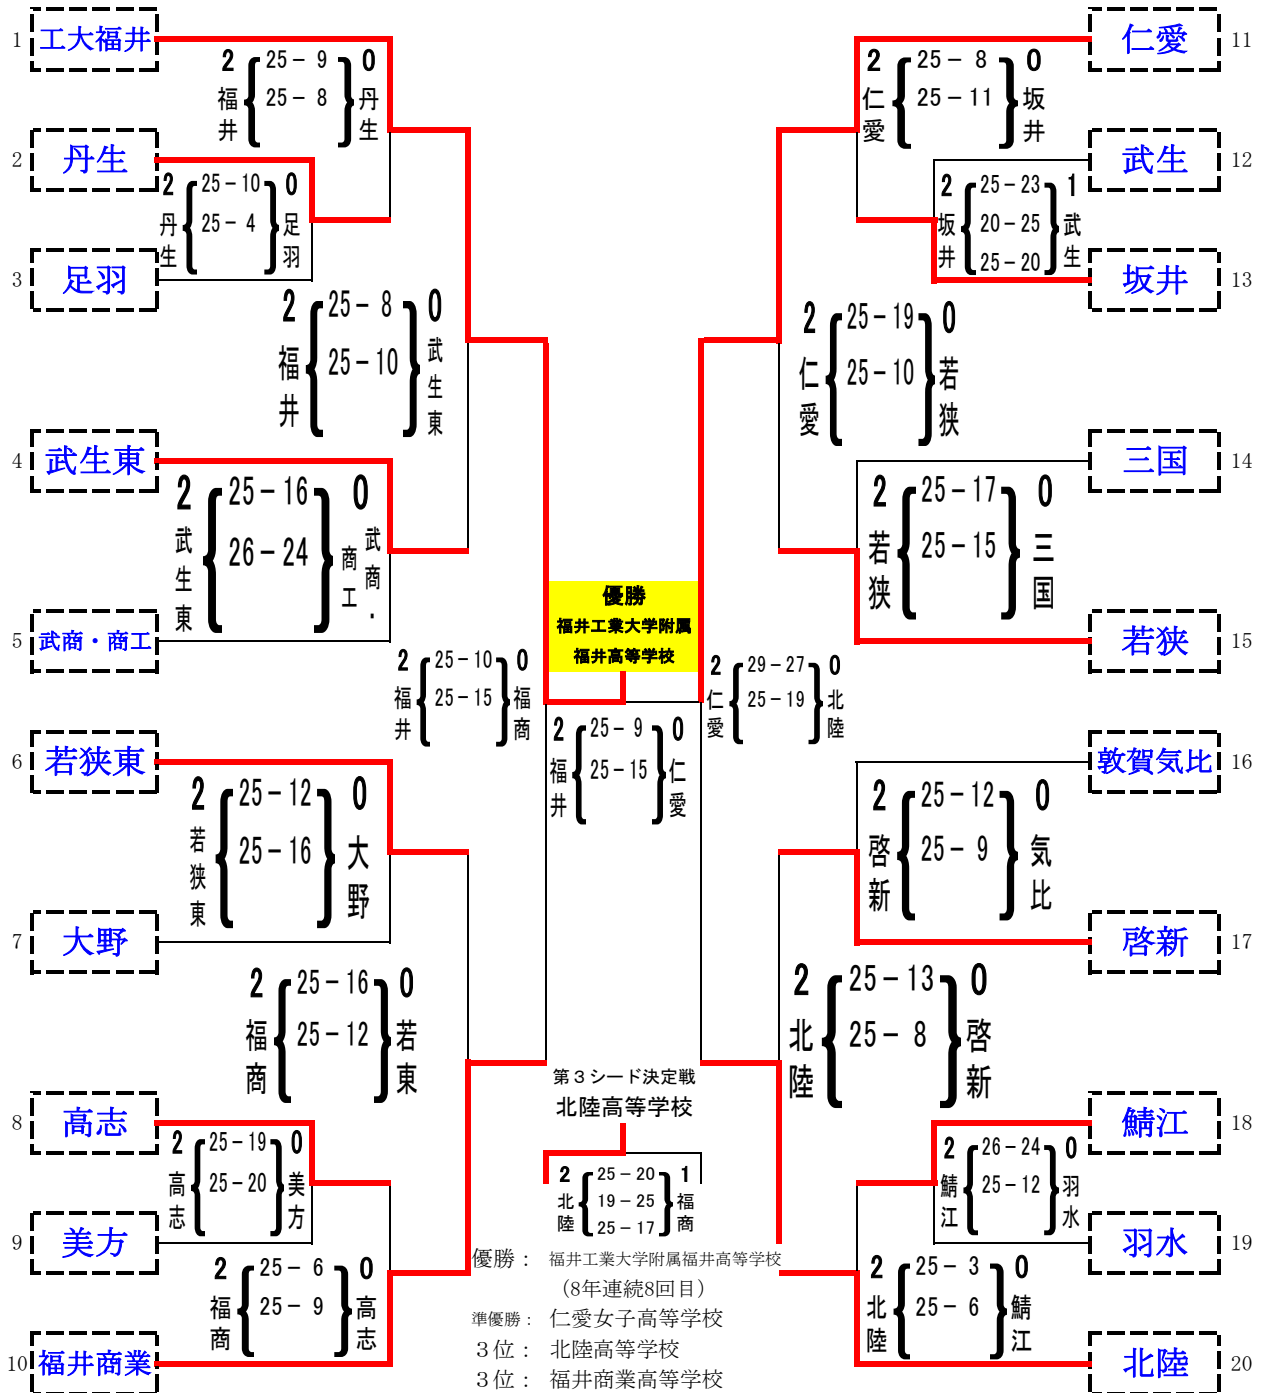 1 工大福井
2 福井 25－9 25－8 0 丹生
2 丹生
2 丹生 25－10 25－4 0 足羽
3 足羽
2 福井 25－8 25－10 0 武生東
4 武生東
2 武生東 25－16 26－24 0 武商・商工
5 武商・商工
2 福井 25－10 25－15 0 福商
6 若狭東
2 若狭東 25－12 25－16 0 大野
7 大野
2 福商 25－16 25－12 0 若東
8 高志
2 高志 25－19 25－20 0 美方
9 美方
2 福商 25－6 25－9 0 高志
10 福井商業
優勝
福井工業大学附属
福井高等学校
2 福井 25－9 25－15 0 仁愛
仁愛 11
2 仁愛 25－8 25－11 0 坂井
武生 12
2 坂井 25－23 20－25 25－20 1 武生
坂井 13
2 仁愛 25－19 25－10 0 若狭
三国 14
2 若狭 25－17 25－15 0 三国
若狭 15
2 仁愛 29－27 25－19 0 北陸
敦賀気比 16
2 啓新 25－12 25－9 0 気比
啓新 17
2 北陸 25－13 25－8 0 啓新
鯖江 18
2 鯖江 26－24 25－12 0 羽水
羽水 19
2 北陸 25－3 25－6 0 鯖江
北陸 20
第３シード決定戦
北陸高等学校
2 北陸 25－20 19－25 25－17 1 福商
優勝： 福井工業大学附属福井高等学校
（8年連続8回目）
準優勝： 仁愛女子高等学校
３位： 北陸高等学校
３位： 福井商業高等学校